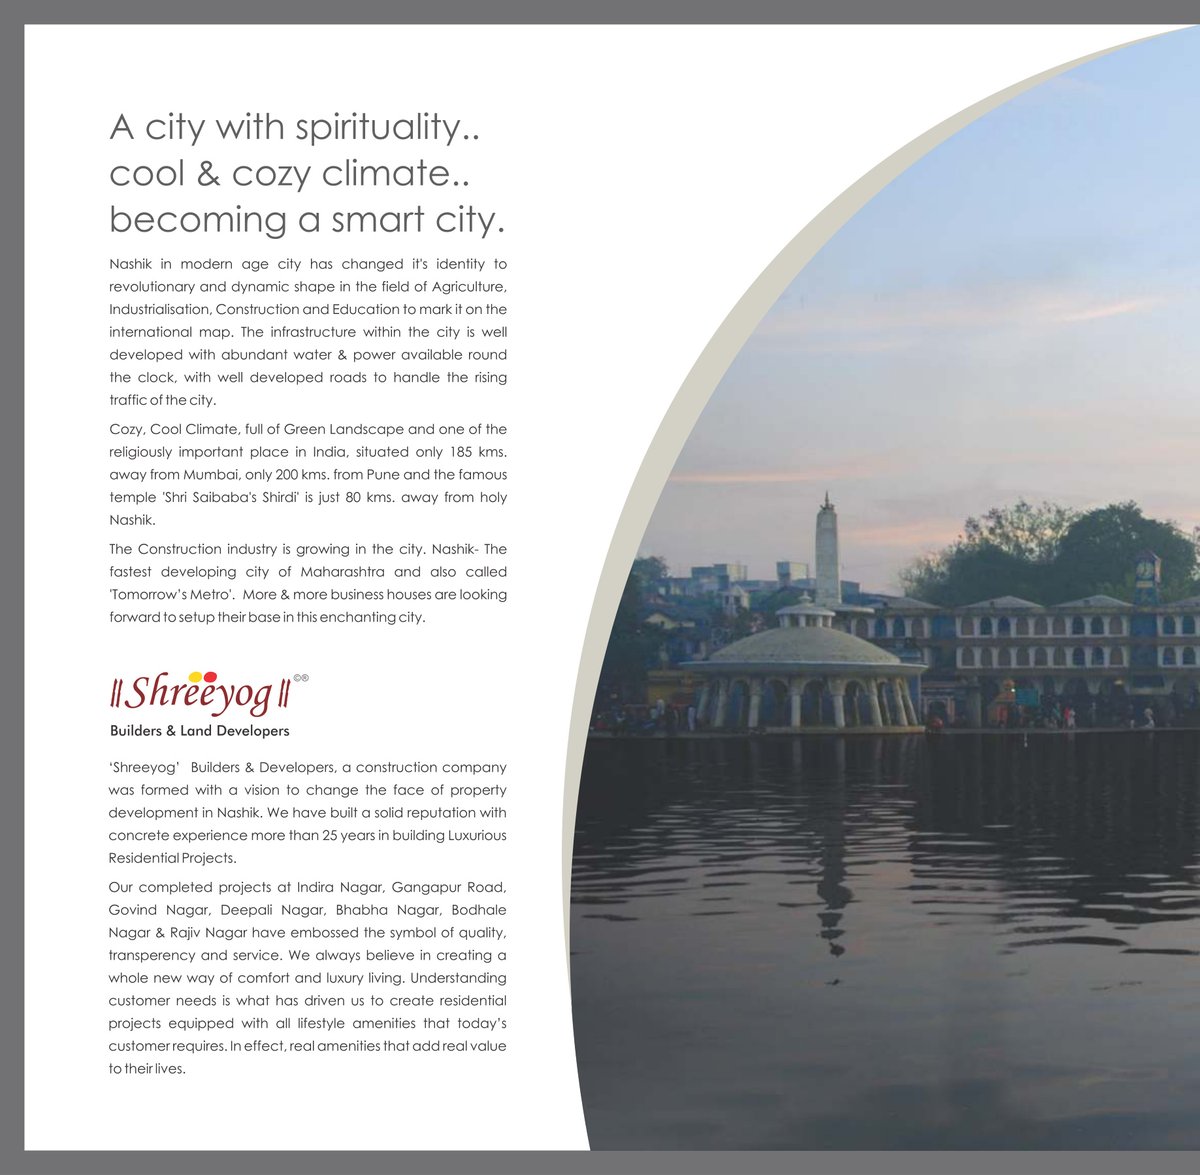 A city with spirituality..
cool & cozy climate..
becoming a smart city.
Nashik in modern age city has changed it's identity to
revolutionary and dynamic shape in the field of Agriculture,
Industrialisation, Construction and Education to mark it on the
international map. The infrastructure within the city is well
developed with abundant water & power available round
the clock, with well developed roads to handle the rising
traffic of the city.
Cozy, Cool Climate, full of Green Landscape and one of the
religiously important place in India, situated only 185 kms.
away from Mumbai, only 200 kms. from Pune and the famous
temple 'Shri Saibaba's Shirdi' is just 80 kms. away from holy
Nashik.
The Construction industry is growing in the city. Nashik- The
fastest developing city of Maharashtra and also called
'Tomorrow’s Metro'. More & more business houses are looking
forward to setup their base in this enchanting city.
॥Shreeyog॥ ©®
Builders & Land Developers
‘Shreeyog’ Builders & Developers, a construction company
was formed with a vision to change the face of property
development in Nashik. We have built a solid reputation with
concrete experience more than 25 years in building Luxurious
Residential Projects.
Our completed projects at Indira Nagar, Gangapur Road,
Govind Nagar, Deepali Nagar, Bhabha Nagar, Bodhale
Nagar & Rajiv Nagar have embossed the symbol of quality,
transperency and service. We always believe in creating a
whole new way of comfort and luxury living. Understanding
customer needs is what has driven us to create residential
projects equipped with all lifestyle amenities that today’s
customer requires. In effect, real amenities that add real value
to their lives.